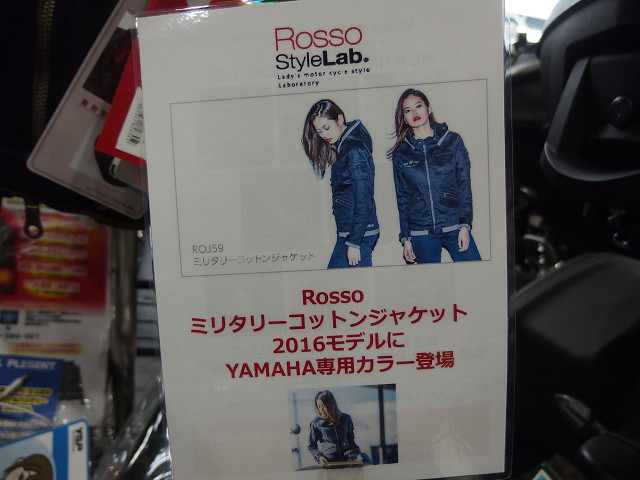 Rosso
StyleLab.
Lady's motor cycle style
Laboratory
ROJ59
ミリタリーコットンジャケット
Rosso
ミリタリーコットンジャケット
2016モデルに
YAMAHA専用カラー登場
YSP